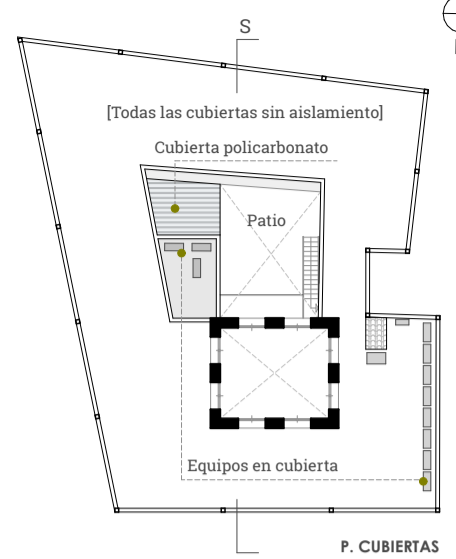 S
[Todas las cubiertas sin aislamiento]
Cubierta policarbonato
Patio
Equipos en cubierta
P. CUBIERTAS